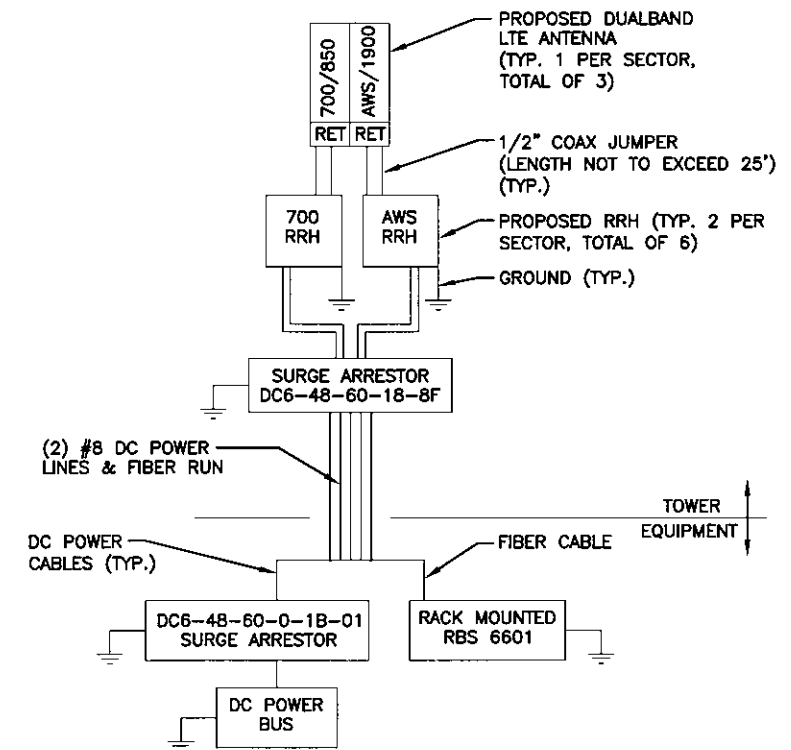 PROPOSED DUALBAND
LTE ANTENNA
(TYP. 1 PER SECTOR,
TOTAL OF 3)
700/850
AWS/1900
RET RET
1/2" COAX JUMPER
(LENGTH NOT TO EXCEED 25')
(TYP.)
700
RRH
AWS
RRH
PROPOSED RRH (TYP. 2 PER
SECTOR, TOTAL OF 6)
GROUND (TYP.)
SURGE ARRESTOR
DC6-48-60-18-8F
(2) #8 DC POWER
LINES & FIBER RUN
TOWER
EQUIPMENT
DC POWER
CABLES (TYP.)
FIBER CABLE
DC6-48-60-0-1B-01
SURGE ARRESTOR
RACK MOUNTED
RBS 6601
DC POWER
BUS